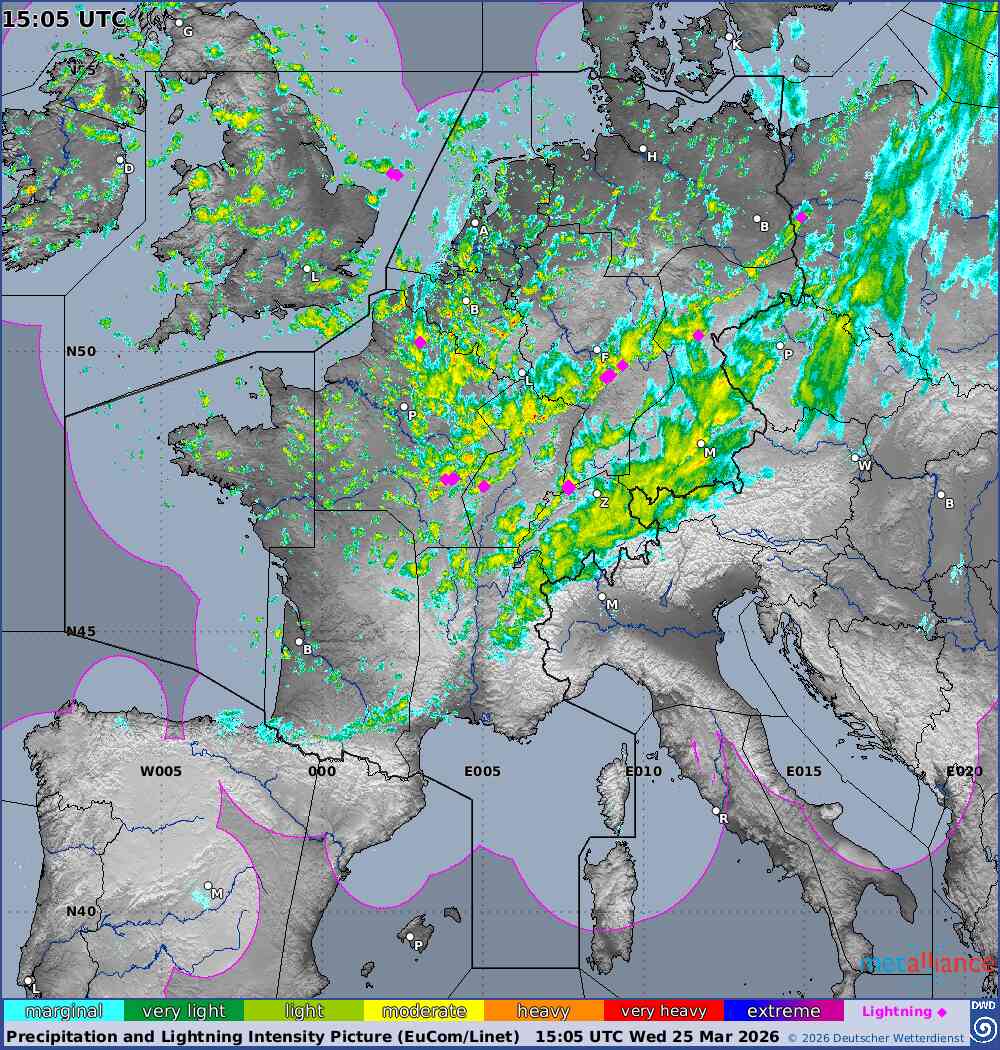 15:05 UTC
G
K
N55
D
H
A
B
L
B
N50
F
P
L
P
M
W
Z
B
M
N45
B
W005
000
E005
E010
E015
E020
R
M
N40
P
metalliance
L
marginal very light light moderate heavy very heavy extreme Lightning
DWD
Precipitation and Lightning Intensity Picture (EuCom/Linet) 15:05 UTC Wed 25 Mar 2026 © 2026 Deutscher Wetterdienst